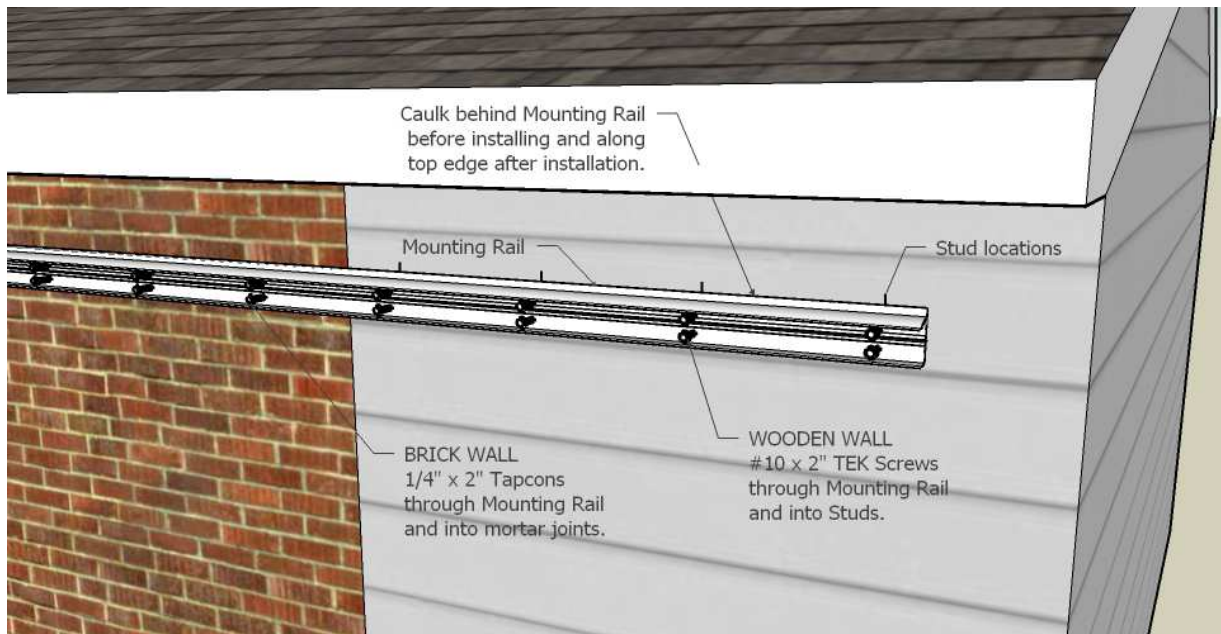 Caulk behind Mounting Rail
before installing and along
top edge after installation.
Mounting Rail
Stud locations
BRICK WALL
1/4" x 2" Tapcons
through Mounting Rail
and into mortar joints.
WOODEN WALL
#10 x 2" TEK Screws
through Mounting Rail
and into Studs.